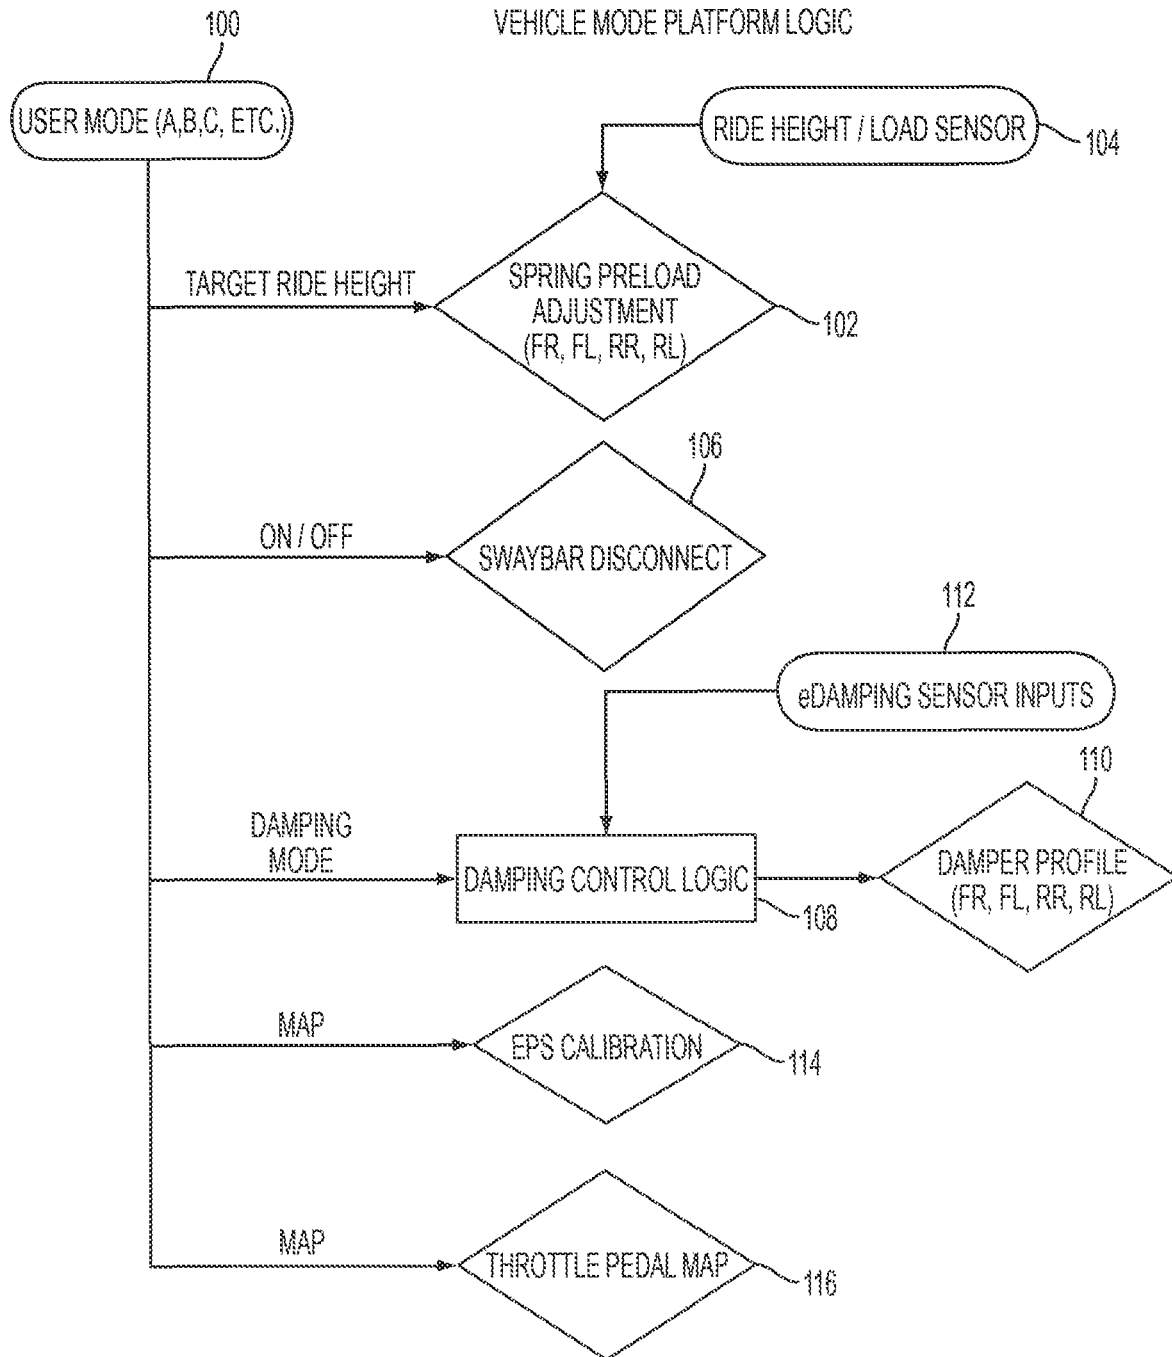 VEHICLE MODE PLATFORM LOGIC
100
USER MODE (A,B,C, ETC.)
RIDE HEIGHT / LOAD SENSOR
104
TARGET RIDE HEIGHT
SPRING PRELOAD
ADJUSTMENT
(FR, FL, RR, RL)
102
106
ON / OFF
SWAYBAR DISCONNECT
112
eDAMPING SENSOR INPUTS
110
DAMPING
MODE
DAMPING CONTROL LOGIC
108
DAMPER PROFILE
(FR, FL, RR, RL)
MAP
EPS CALIBRATION
114
MAP
THROTTLE PEDAL MAP
116